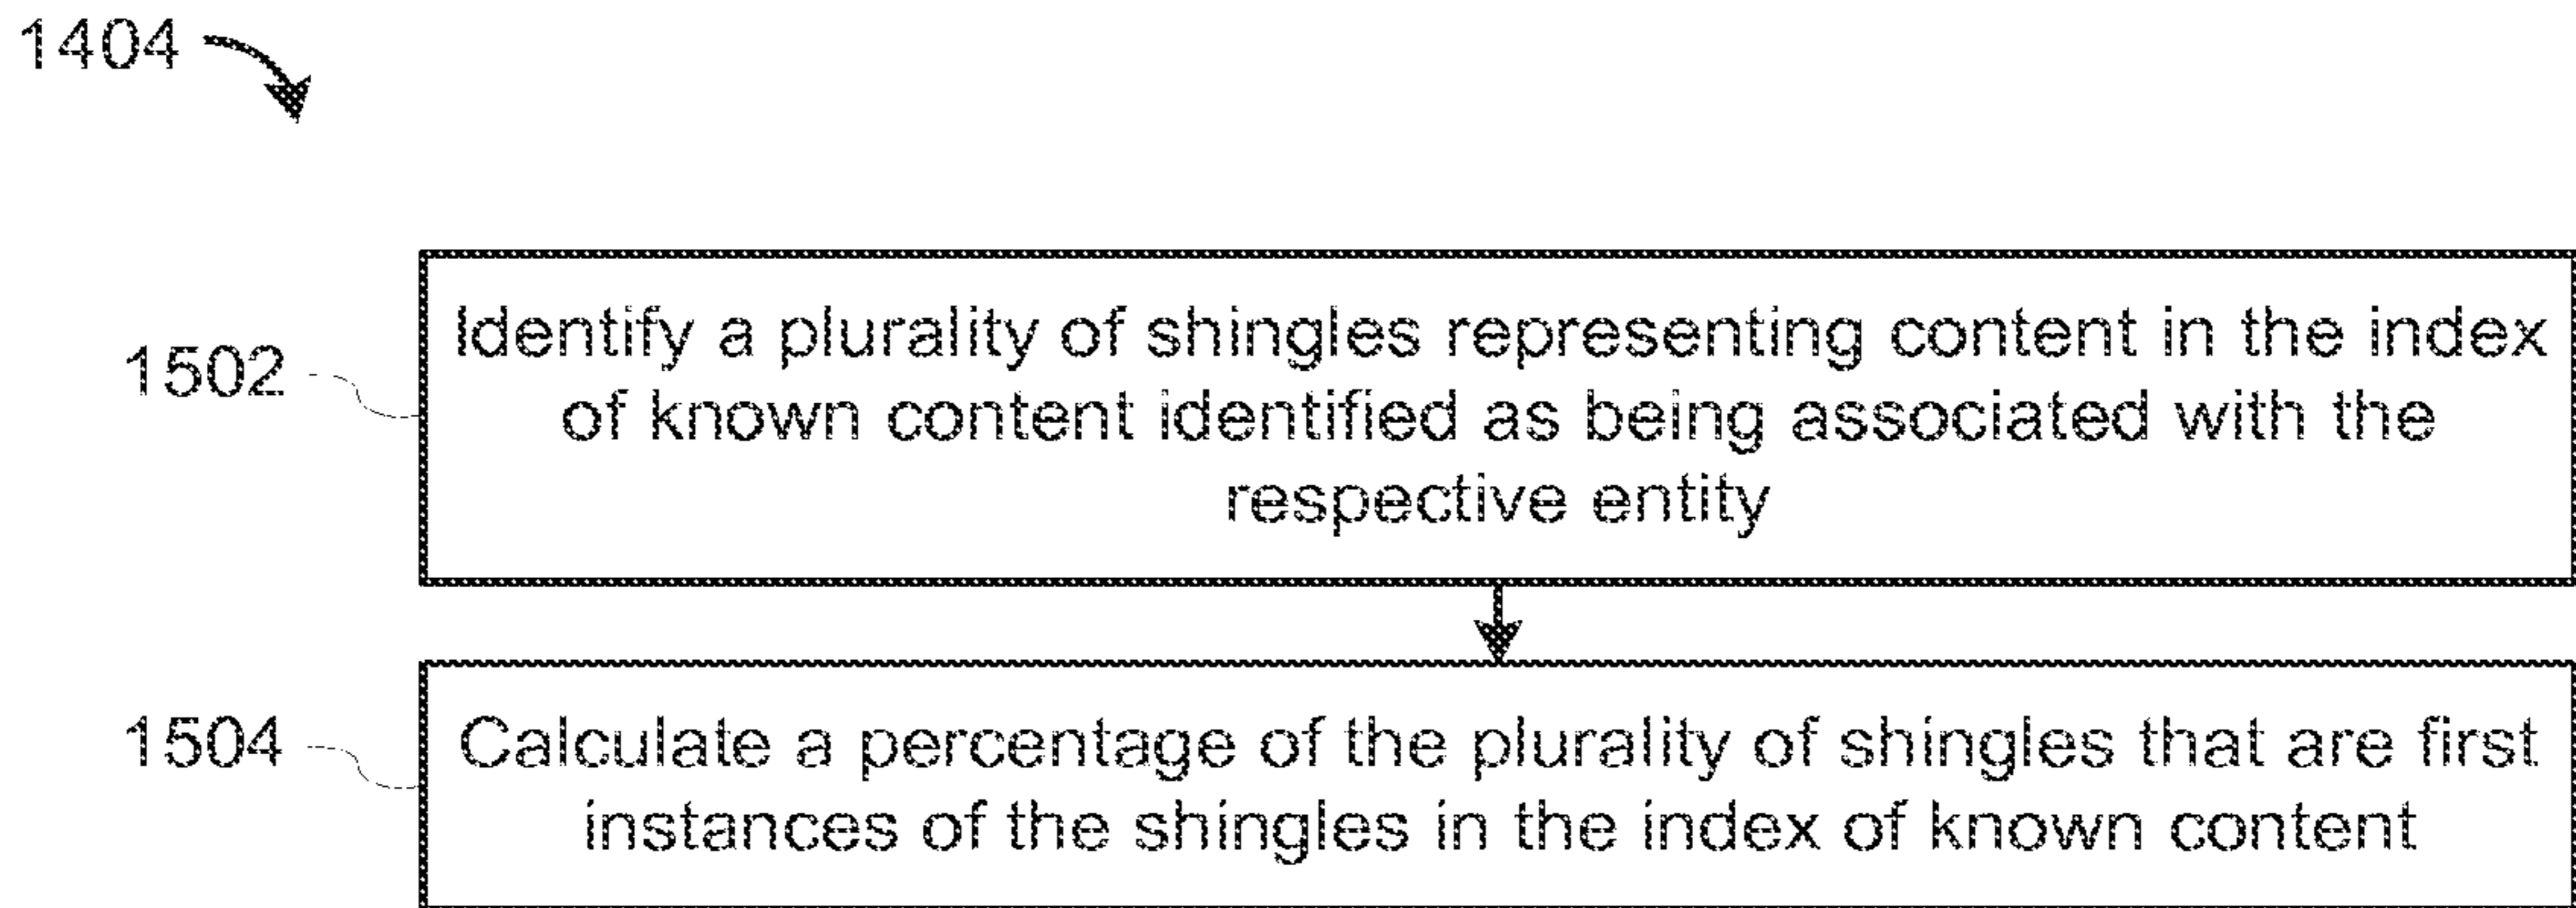 1404
1502
Identify a plurality of shingles representing content in the index
of known content identified as being associated with the
respective entity
1504
Calculate a percentage of the plurality of shingles that are first
instances of the shingles in the index of known content